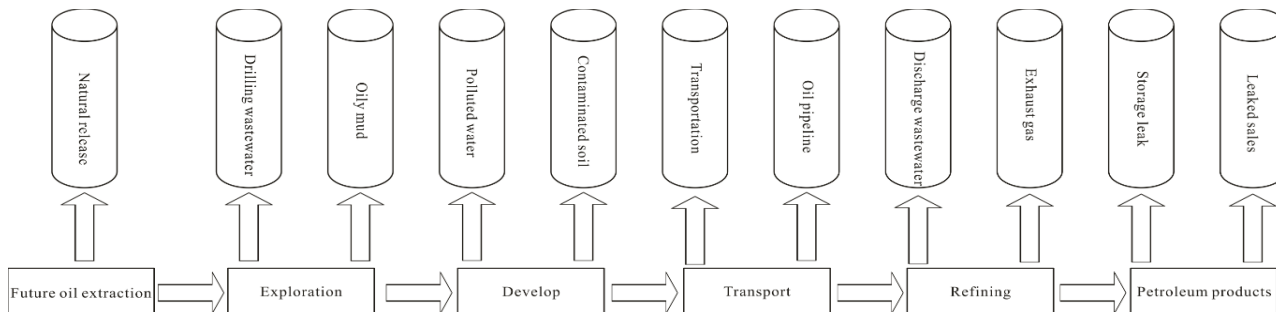 Natural release
Drilling wastewater
Oily mud
Polluted water
Contaminated soil
Transportation
Oil pipeline
Discharge wastewater
Exhaust gas
Storage leak
Leaked sales
Future oil extraction
Exploration
Develop
Transport
Refining
Petroleum products